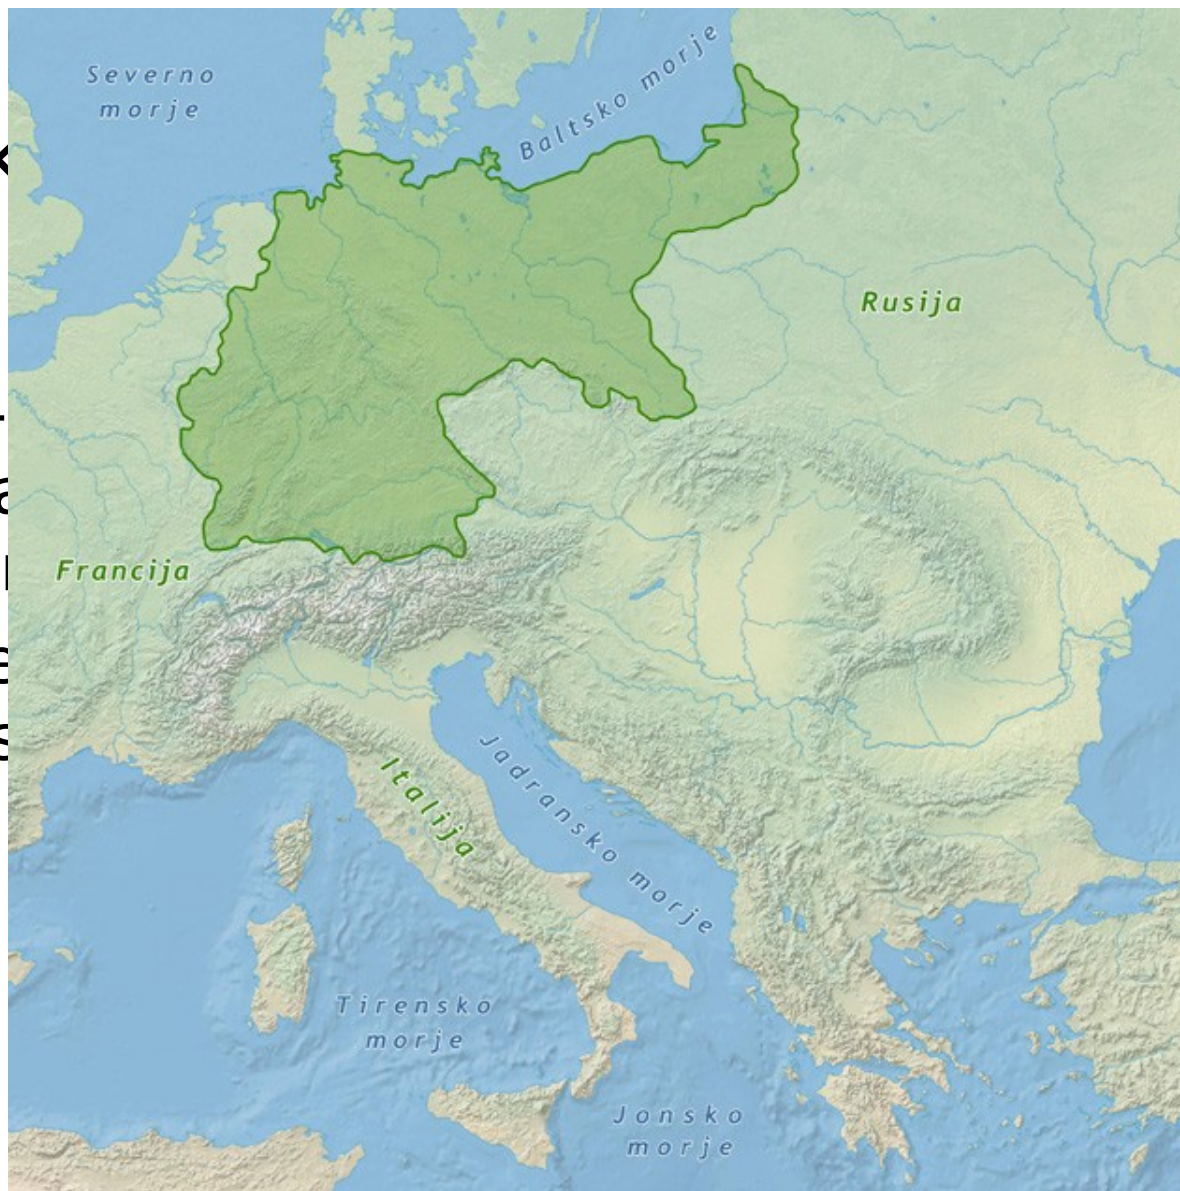 Severno
morje
Baltsko morje
Rusija
Francija
Jadransko morje
Italija
Tirensko
morje
Jonsko
morje